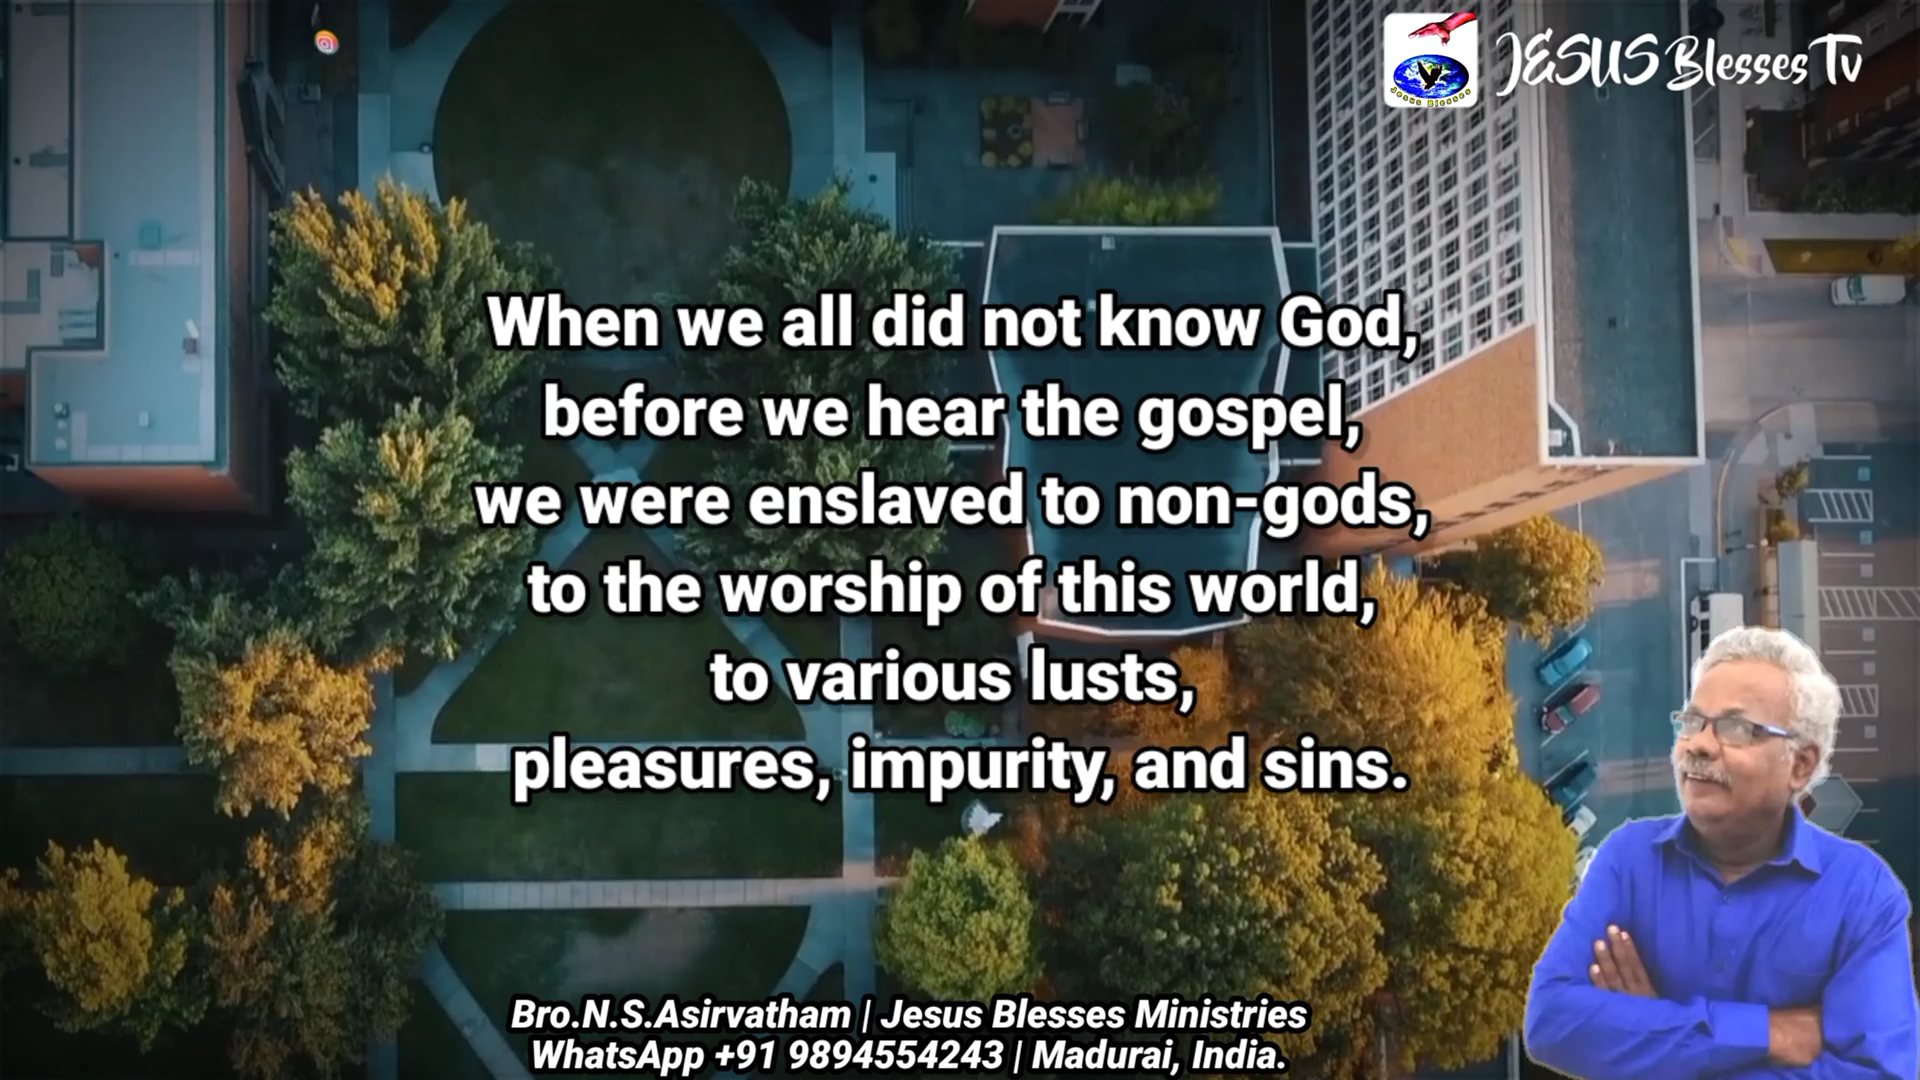 JESUS Blesses Tv
Jesus Blesses
When we all did not know God,
before we hear the gospel,
we were enslaved to non-gods,
to the worship of this world,
to various lusts,
pleasures, impurity, and sins.
Bro.N.S.Asirvatham | Jesus Blesses Ministries
WhatsApp +91 9894554243 | Madurai, India.